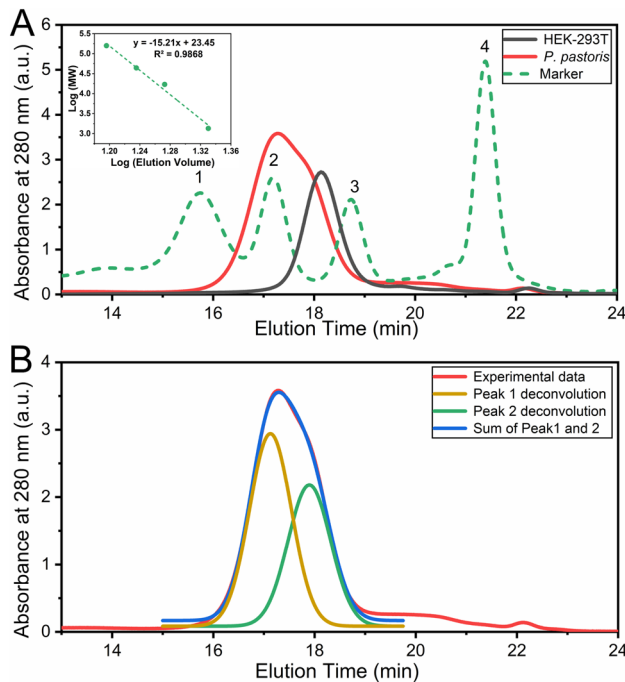 A
y = -15.21x + 23.45
R² = 0.9868
Log (MW)
5.5
5.0
4.5
4.0
3.5
3.0
1.20 1.24 1.28 1.32 1.36
Log (Elution Volume)
HEK-293T
P. pastoris
Marker
1
2
3
4
Absorbance at 280 nm (a.u.)
6
5
4
3
2
1
0
14 16 18 20 22 24
Elution Time (min)
B
Experimental data
Peak 1 deconvolution
Peak 2 deconvolution
Sum of Peak1 and 2
Absorbance at 280 nm (a.u.)
4
3
2
1
0
14 16 18 20 22 24
Elution Time (min)